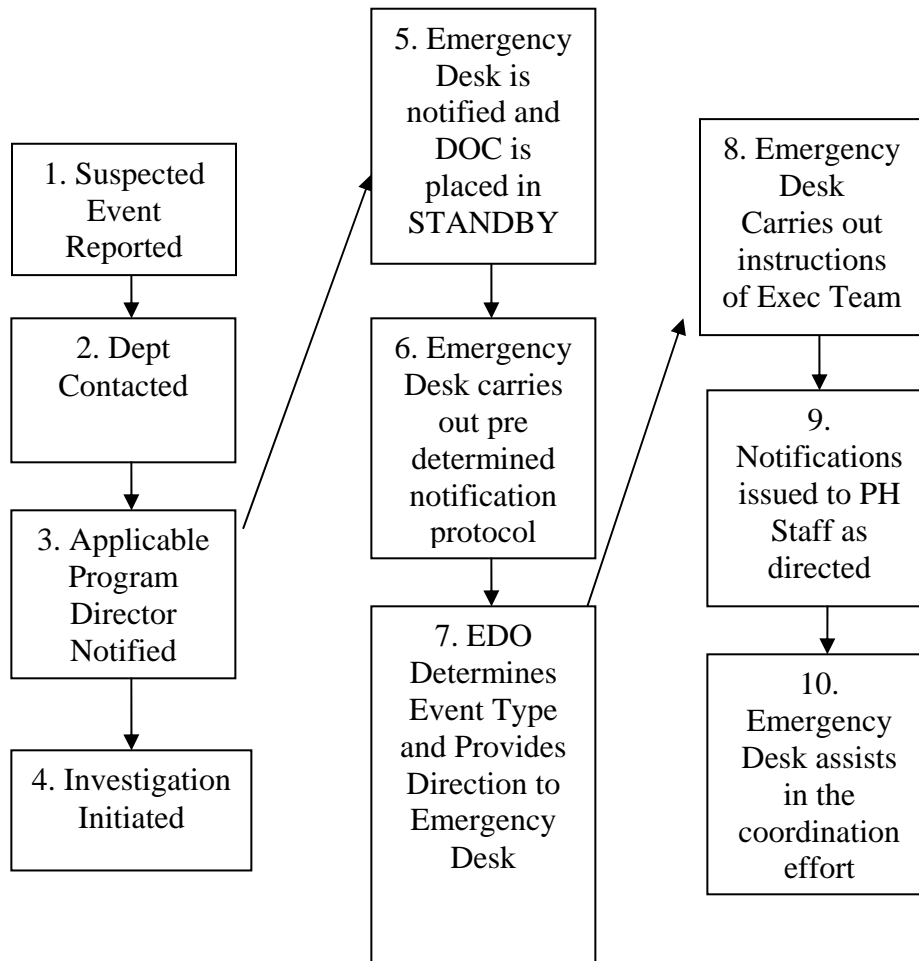 1. Suspected
Event
Reported
2. Dept
Contacted
3. Applicable
Program
Director
Notified
4. Investigation
Initiated
5. Emergency
Desk is
notified and
DOC is
placed in
STANDBY
6. Emergency
Desk carries
out pre
determined
notification
protocol
7. EDO
Determines
Event Type
and Provides
Direction to
Emergency
Desk
8. Emergency
Desk
Carries out
instructions
of Exec Team
9.
Notifications
issued to PH
Staff as
directed
10.
Emergency
Desk assists
in the
coordination
effort